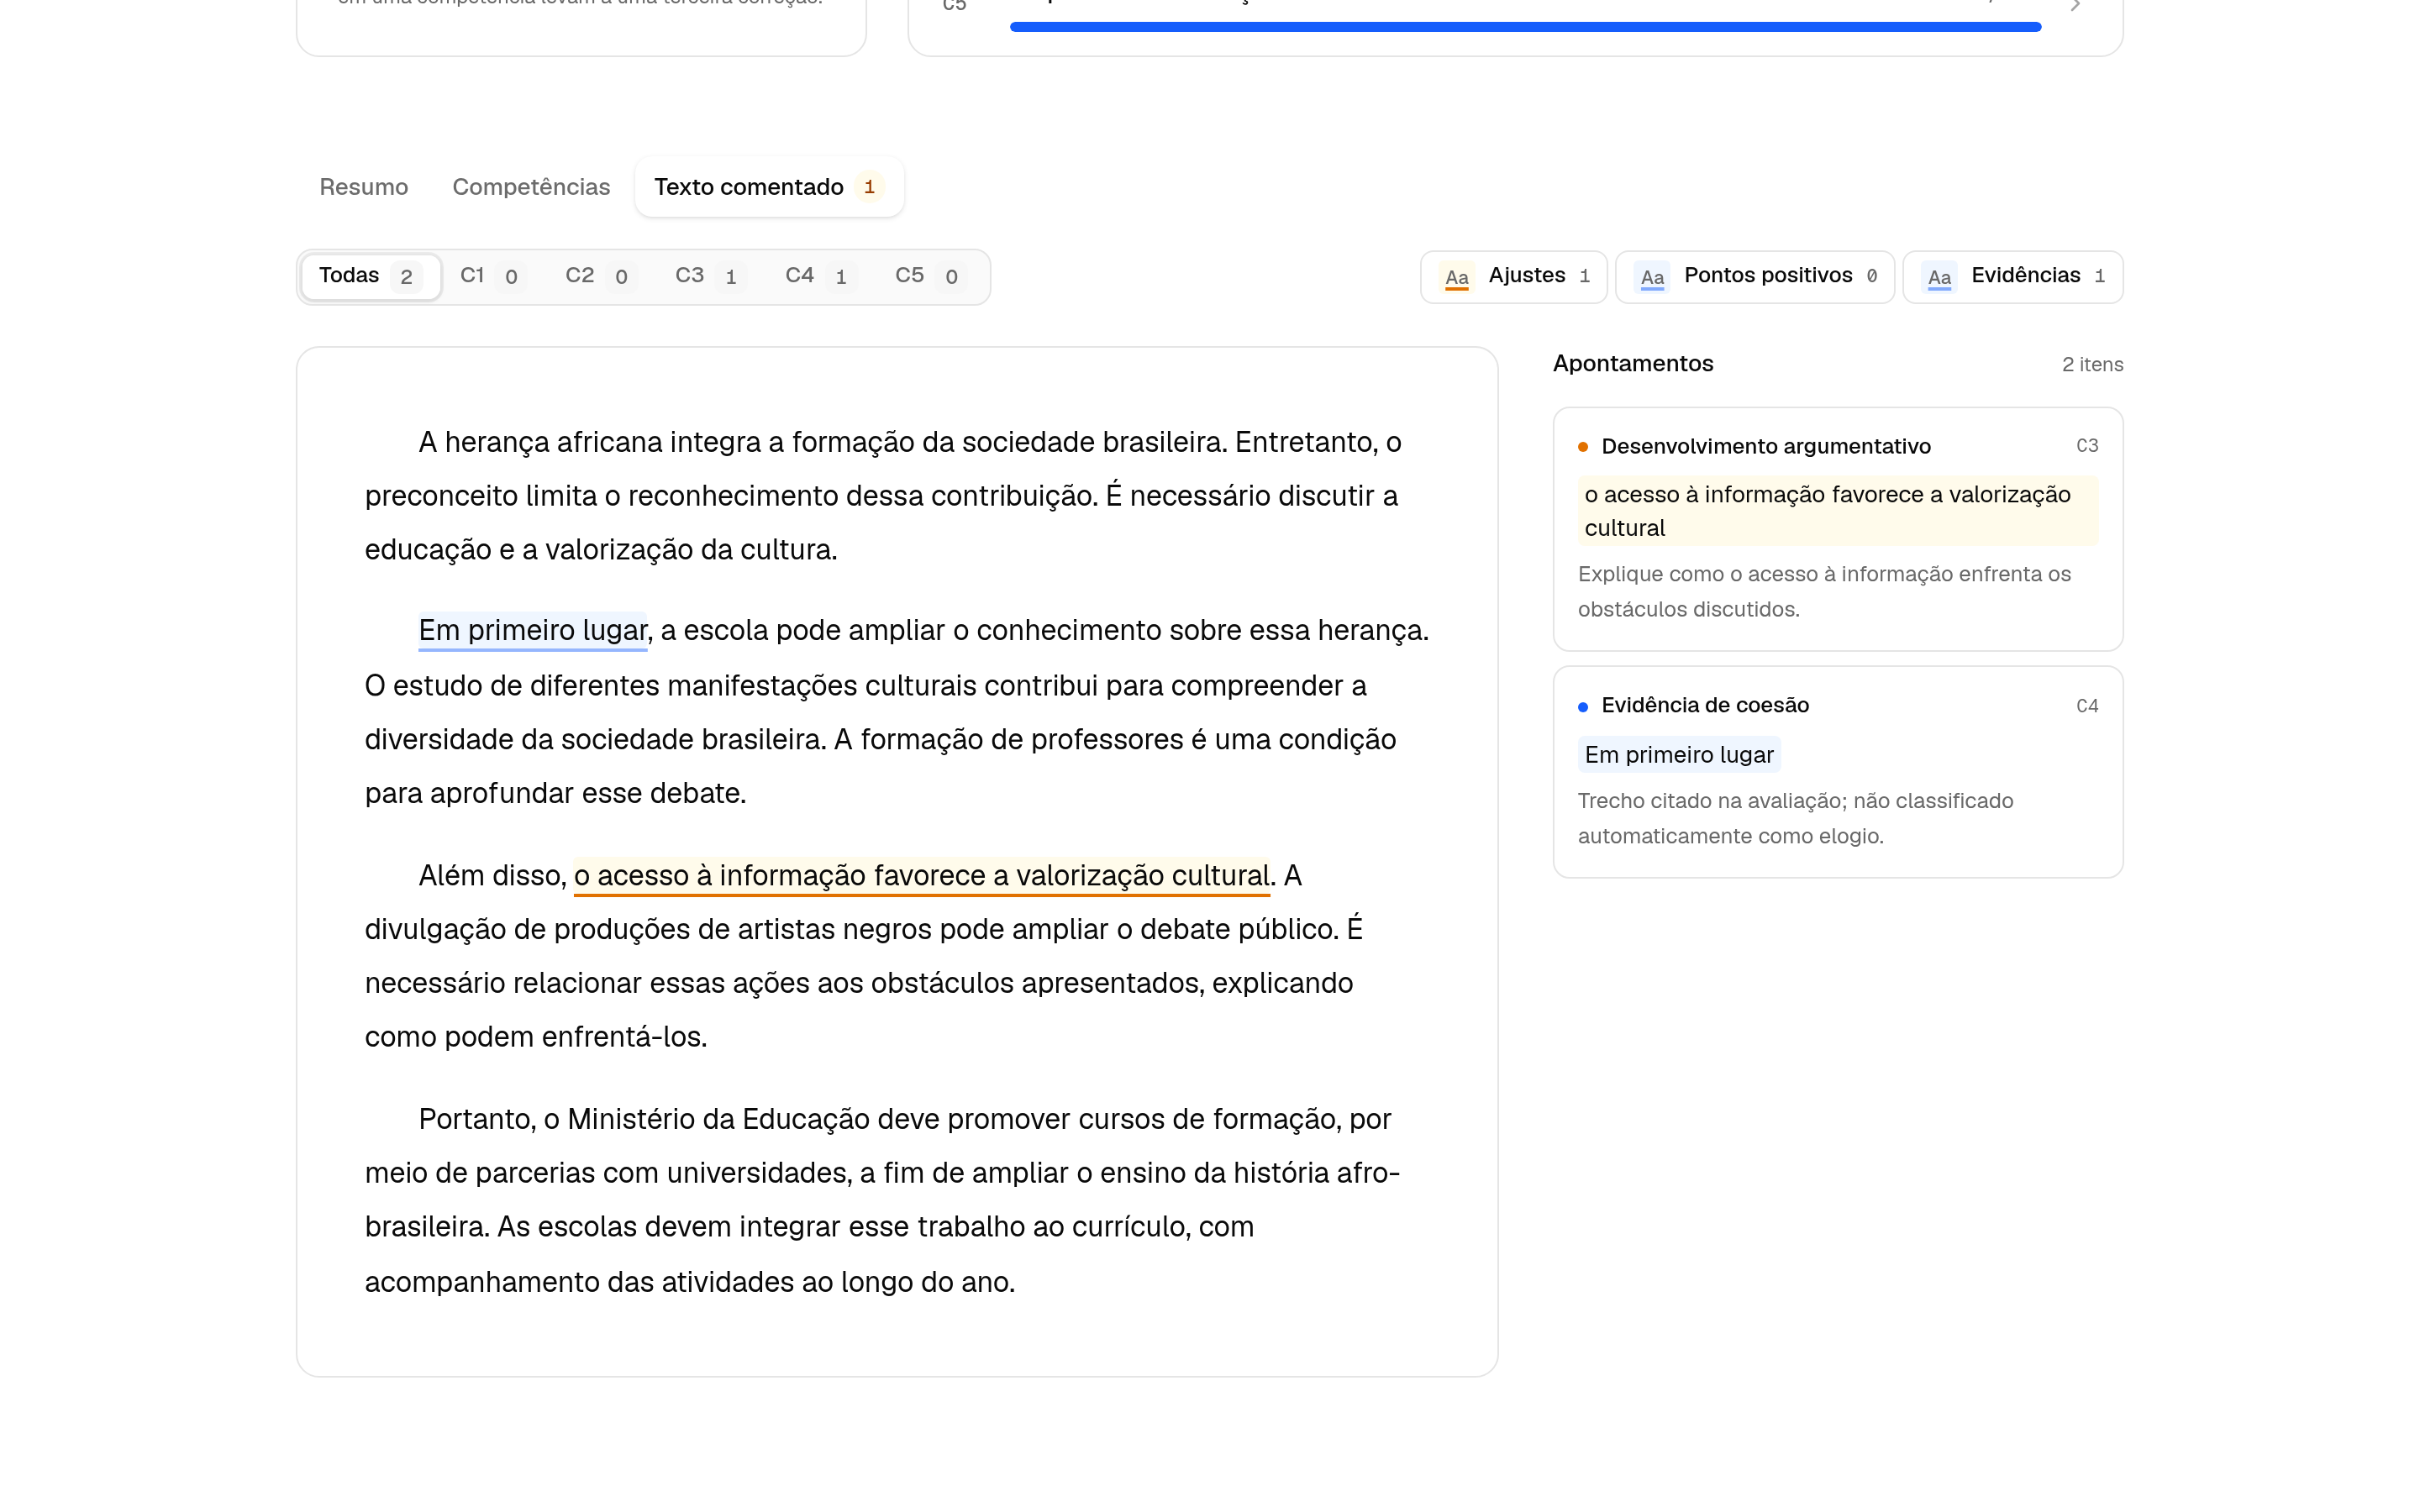 em uma competência levam a uma terceira correção.
C5
Resumo
Competências
Texto comentado 1
Todas 2
C1 0
C2 0
C3 1
C4 1
C5 0
Aa Ajustes 1
Aa Pontos positivos 0
Aa Evidências 1
A herança africana integra a formação da sociedade brasileira. Entretanto, o
preconceito limita o reconhecimento dessa contribuição. É necessário discutir a
educação e a valorização da cultura.
Em primeiro lugar, a escola pode ampliar o conhecimento sobre essa herança.
O estudo de diferentes manifestações culturais contribui para compreender a
diversidade da sociedade brasileira. A formação de professores é uma condição
para aprofundar esse debate.
Além disso, o acesso à informação favorece a valorização cultural. A
divulgação de produções de artistas negros pode ampliar o debate público. É
necessário relacionar essas ações aos obstáculos apresentados, explicando
como podem enfrentá-los.
Portanto, o Ministério da Educação deve promover cursos de formação, por
meio de parcerias com universidades, a fim de ampliar o ensino da história afro-
brasileira. As escolas devem integrar esse trabalho ao currículo, com
acompanhamento das atividades ao longo do ano.
Apontamentos
2 itens
Desenvolvimento argumentativo
C3
o acesso à informação favorece a valorização
cultural
Explique como o acesso à informação enfrenta os
obstáculos discutidos.
Evidência de coesão
C4
Em primeiro lugar
Trecho citado na avaliação; não classificado
automaticamente como elogio.